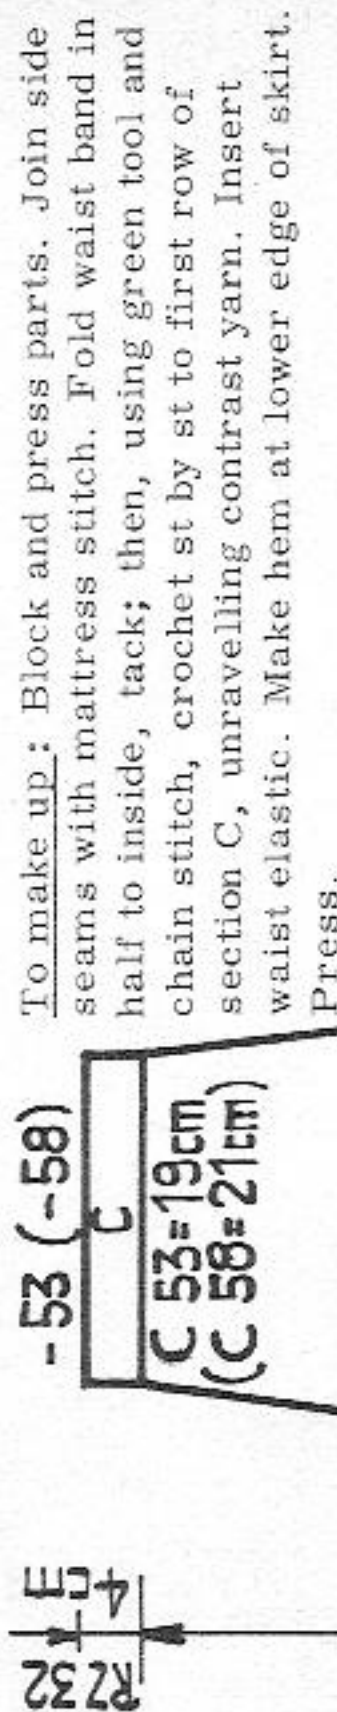 To make up: Block and press parts. Join side
seams with mattress stitch. Fold waist band in
half to inside, tack; then, using green tool and
chain stitch, crochet st by st to first row of
section C, unravelling contrast yarn. Insert
waist elastic. Make hem at lower edge of skirt.
Press.
-53 (-58)
C
C 53=19cm
(C 58=21cm)
4
cm
RZ32